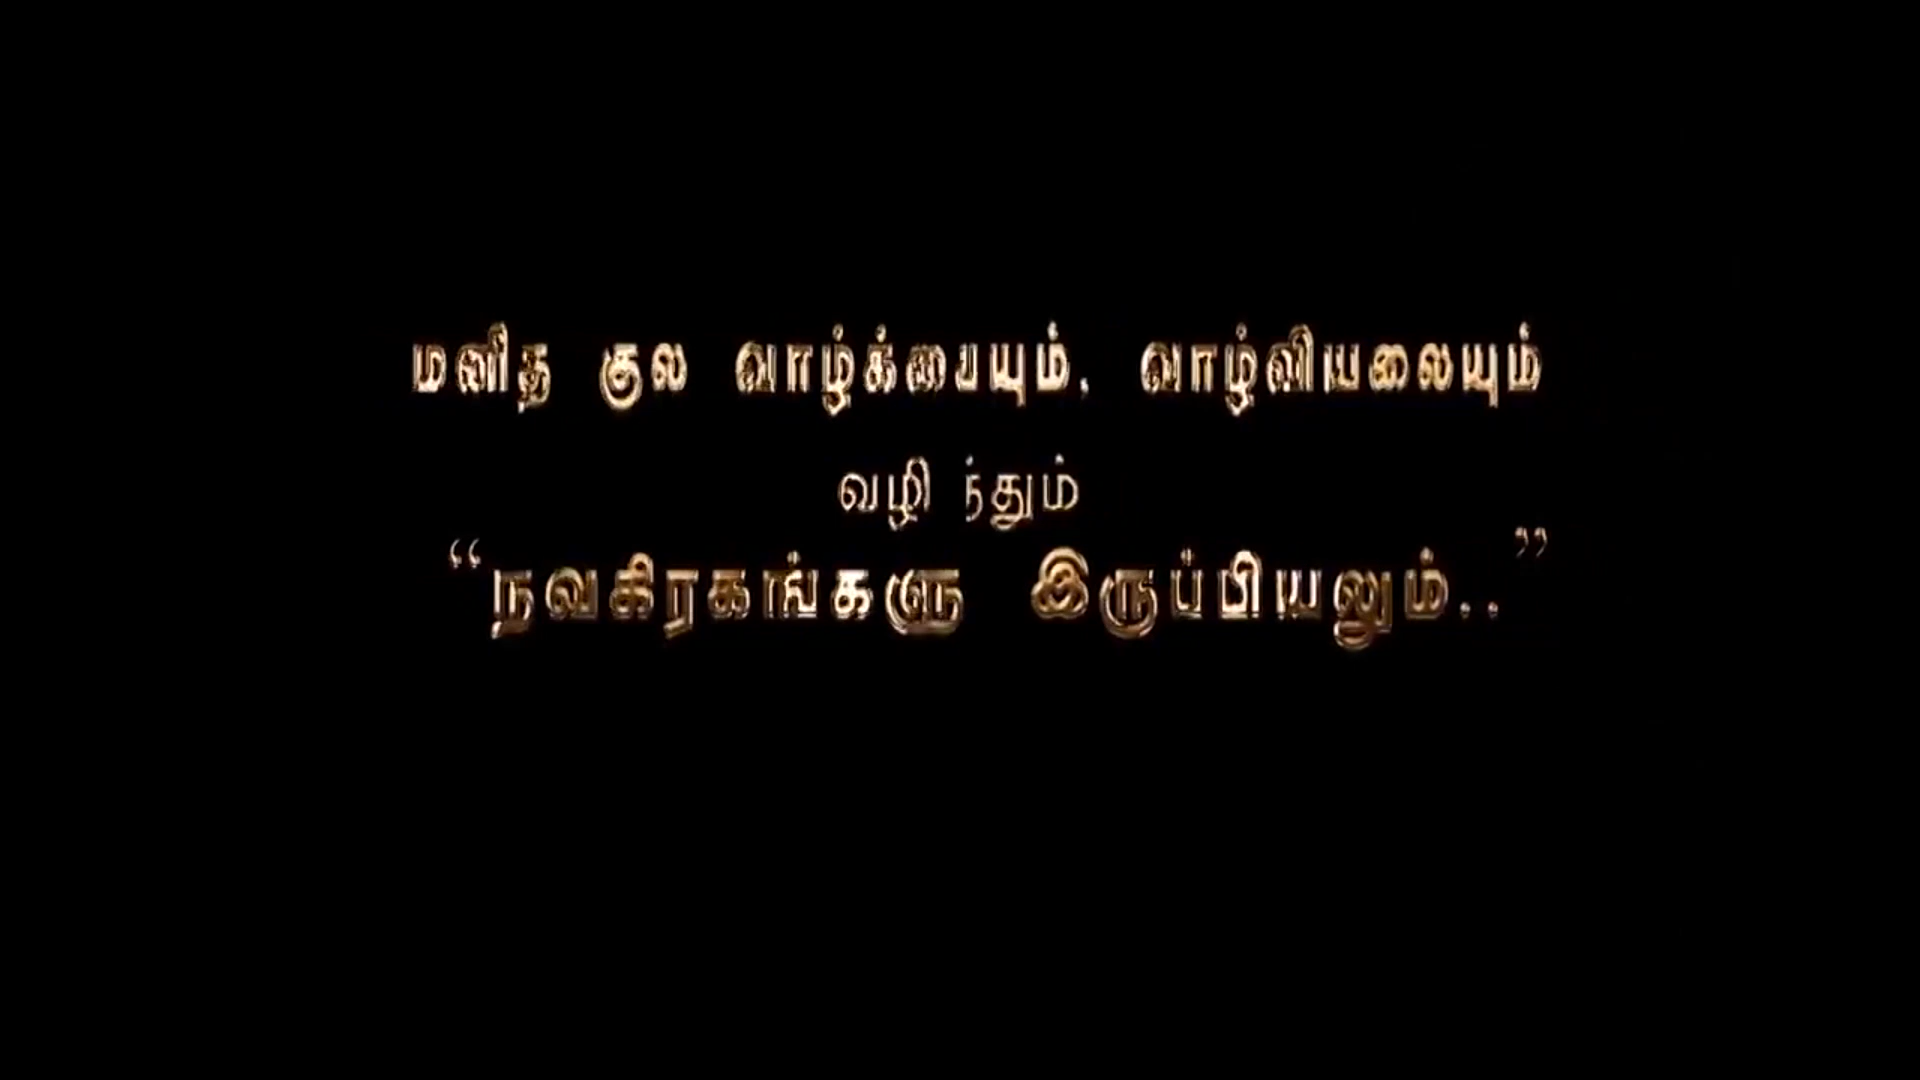 மனித குல வாழ்க்கையையும், வாழ்வியலையும்
வழி ந்தும்
“நவகிரகங்களு இருப்பியலும்..”